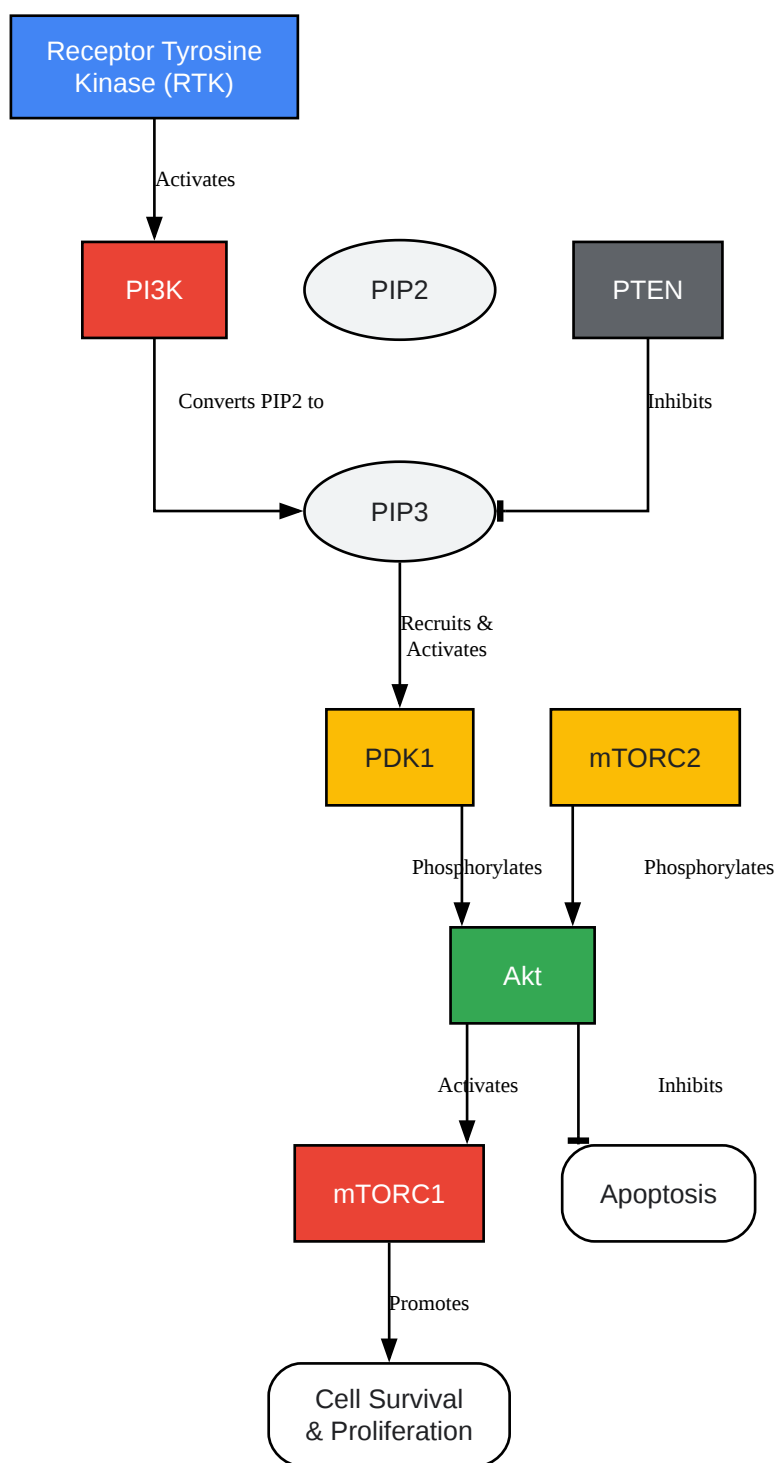 Receptor Tyrosine
Kinase (RTK)
Activates
PI3K
PIP2
PTEN
Converts PIP2 to
Inhibits
PIP3
Recruits &
Activates
PDK1
mTORC2
Phosphorylates
Phosphorylates
Akt
Activates
Inhibits
mTORC1
Apoptosis
Promotes
Cell Survival
& Proliferation